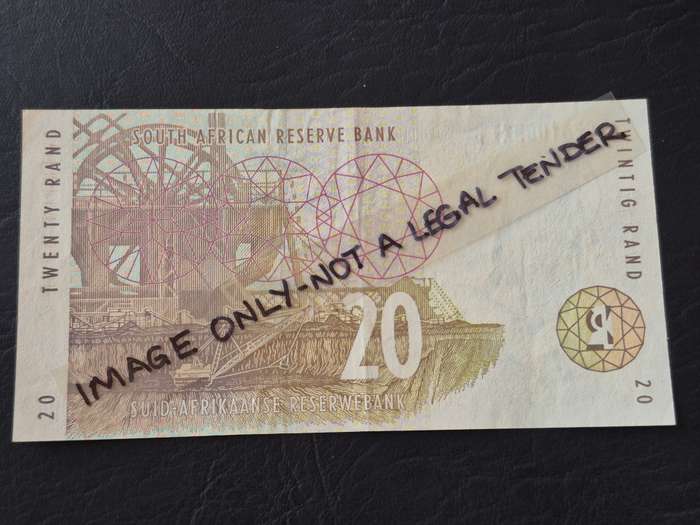 TWENTY RAND
20
SOUTH AFRICAN RESERVE BANK
IMAGE ONLY-NOT A LEGAL TENDER
20
SUID-AFRIKAANSE RESERWEBANK
TWINTIG RAND
20